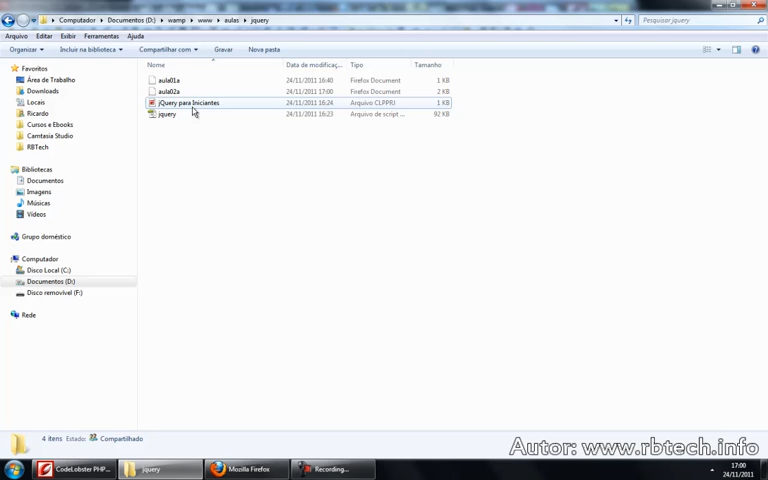 Computador ▸ Documentos (D:) ▸ wamp ▸ www ▸ aulas ▸ jquery
Pesquisar jquery
Arquivo Editar Exibir Ferramentas Ajuda
Organizar Incluir na biblioteca Compartilhar com Gravar Nova pasta
Nome Data de modificaç... Tipo Tamanho
aula01a 24/11/2011 16:40 Firefox Document 1 KB
aula02a 24/11/2011 17:00 Firefox Document 2 KB
jQuery para Iniciantes 24/11/2011 16:24 Arquivo CLPPRJ 1 KB
jquery 24/11/2011 16:23 Arquivo de script ... 92 KB
Favoritos
Área de Trabalho
Downloads
Locais
Ricardo
Cursos e Ebooks
Camtasia Studio
RBTech
Bibliotecas
Documentos
Imagens
Músicas
Vídeos
Grupo doméstico
Computador
Disco Local (C:)
Documentos (D:)
Disco removível (F:)
Rede
4 itens Estado: Compartilhado
Autor: www.rbtech.info
CodeLobster PHP... jquery Mozilla Firefox Recording...
17:00
24/11/2011